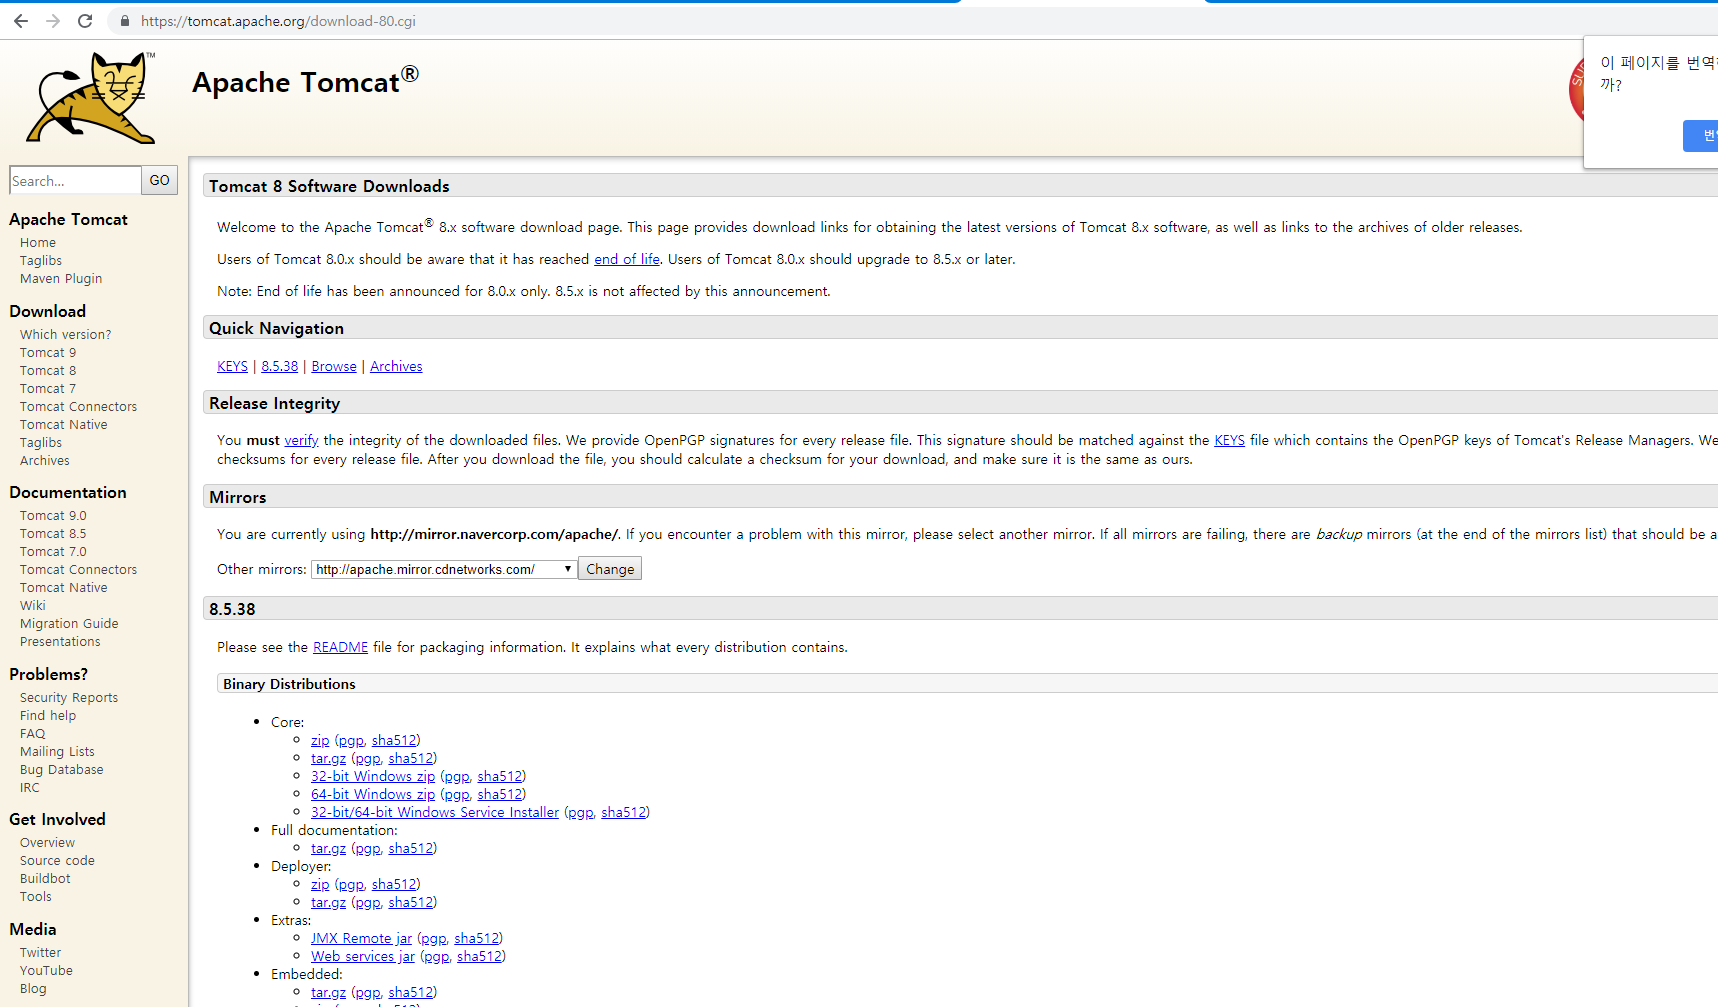 https://tomcat.apache.org/download-80.cgi
Apache Tomcat®
TM
이 페이지를 번역
까?
Search...
GO
Apache Tomcat
Home
Taglibs
Maven Plugin
Download
Which version?
Tomcat 9
Tomcat 8
Tomcat 7
Tomcat Connectors
Tomcat Native
Taglibs
Archives
Documentation
Tomcat 9.0
Tomcat 8.5
Tomcat 7.0
Tomcat Connectors
Tomcat Native
Wiki
Migration Guide
Presentations
Problems?
Security Reports
Find help
FAQ
Mailing Lists
Bug Database
IRC
Get Involved
Overview
Source code
Buildbot
Tools
Media
Twitter
YouTube
Blog
Tomcat 8 Software Downloads
Welcome to the Apache Tomcat® 8.x software download page. This page provides download links for obtaining the latest versions of Tomcat 8.x software, as well as links to the archives of older releases.
Users of Tomcat 8.0.x should be aware that it has reached end of life. Users of Tomcat 8.0.x should upgrade to 8.5.x or later.
Note: End of life has been announced for 8.0.x only. 8.5.x is not affected by this announcement.
Quick Navigation
KEYS | 8.5.38 | Browse | Archives
Release Integrity
You must verify the integrity of the downloaded files. We provide OpenPGP signatures for every release file. This signature should be matched against the KEYS file which contains the OpenPGP keys of Tomcat's Release Managers. We
checksums for every release file. After you download the file, you should calculate a checksum for your download, and make sure it is the same as ours.
Mirrors
You are currently using http://mirror.navercorp.com/apache/. If you encounter a problem with this mirror, please select another mirror. If all mirrors are failing, there are backup mirrors (at the end of the mirrors list) that should be a
Other mirrors: http://apache.mirror.cdnetworks.com/ Change
8.5.38
Please see the README file for packaging information. It explains what every distribution contains.
Binary Distributions
Core:
zip (pgp, sha512)
tar.gz (pgp, sha512)
32-bit Windows zip (pgp, sha512)
64-bit Windows zip (pgp, sha512)
32-bit/64-bit Windows Service Installer (pgp, sha512)
Full documentation:
tar.gz (pgp, sha512)
Deployer:
zip (pgp, sha512)
tar.gz (pgp, sha512)
Extras:
JMX Remote jar (pgp, sha512)
Web services jar (pgp, sha512)
Embedded:
tar.gz (pgp, sha512)